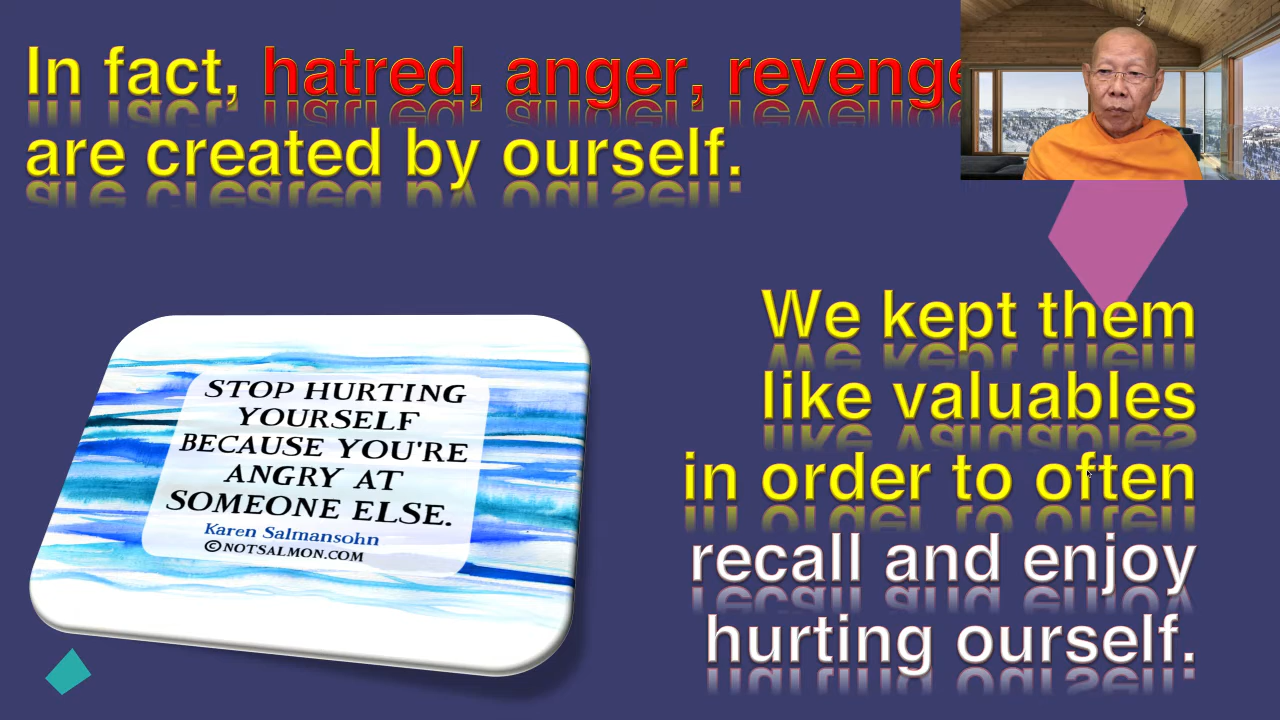 In fact, hatred, anger, revenge
are created by ourself.
STOP HURTING
YOURSELF
BECAUSE YOU'RE
ANGRY AT
SOMEONE ELSE.
Karen Salmansohn
©NOTSALMON.COM
We kept them
like valuables
in order to often
recall and enjoy
hurting ourself.